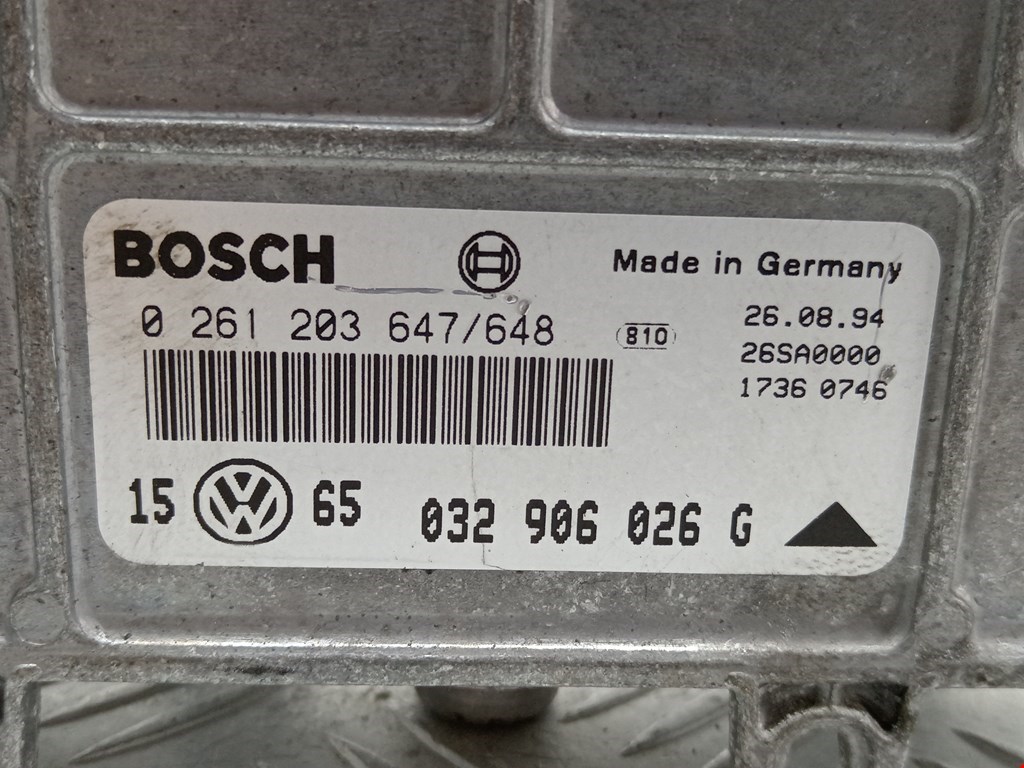 BOSCH
Made in Germany
0 261 203 647/648
810
26.08.94
26SA0000
1736 0746
15 VW 65 032 906 026 G